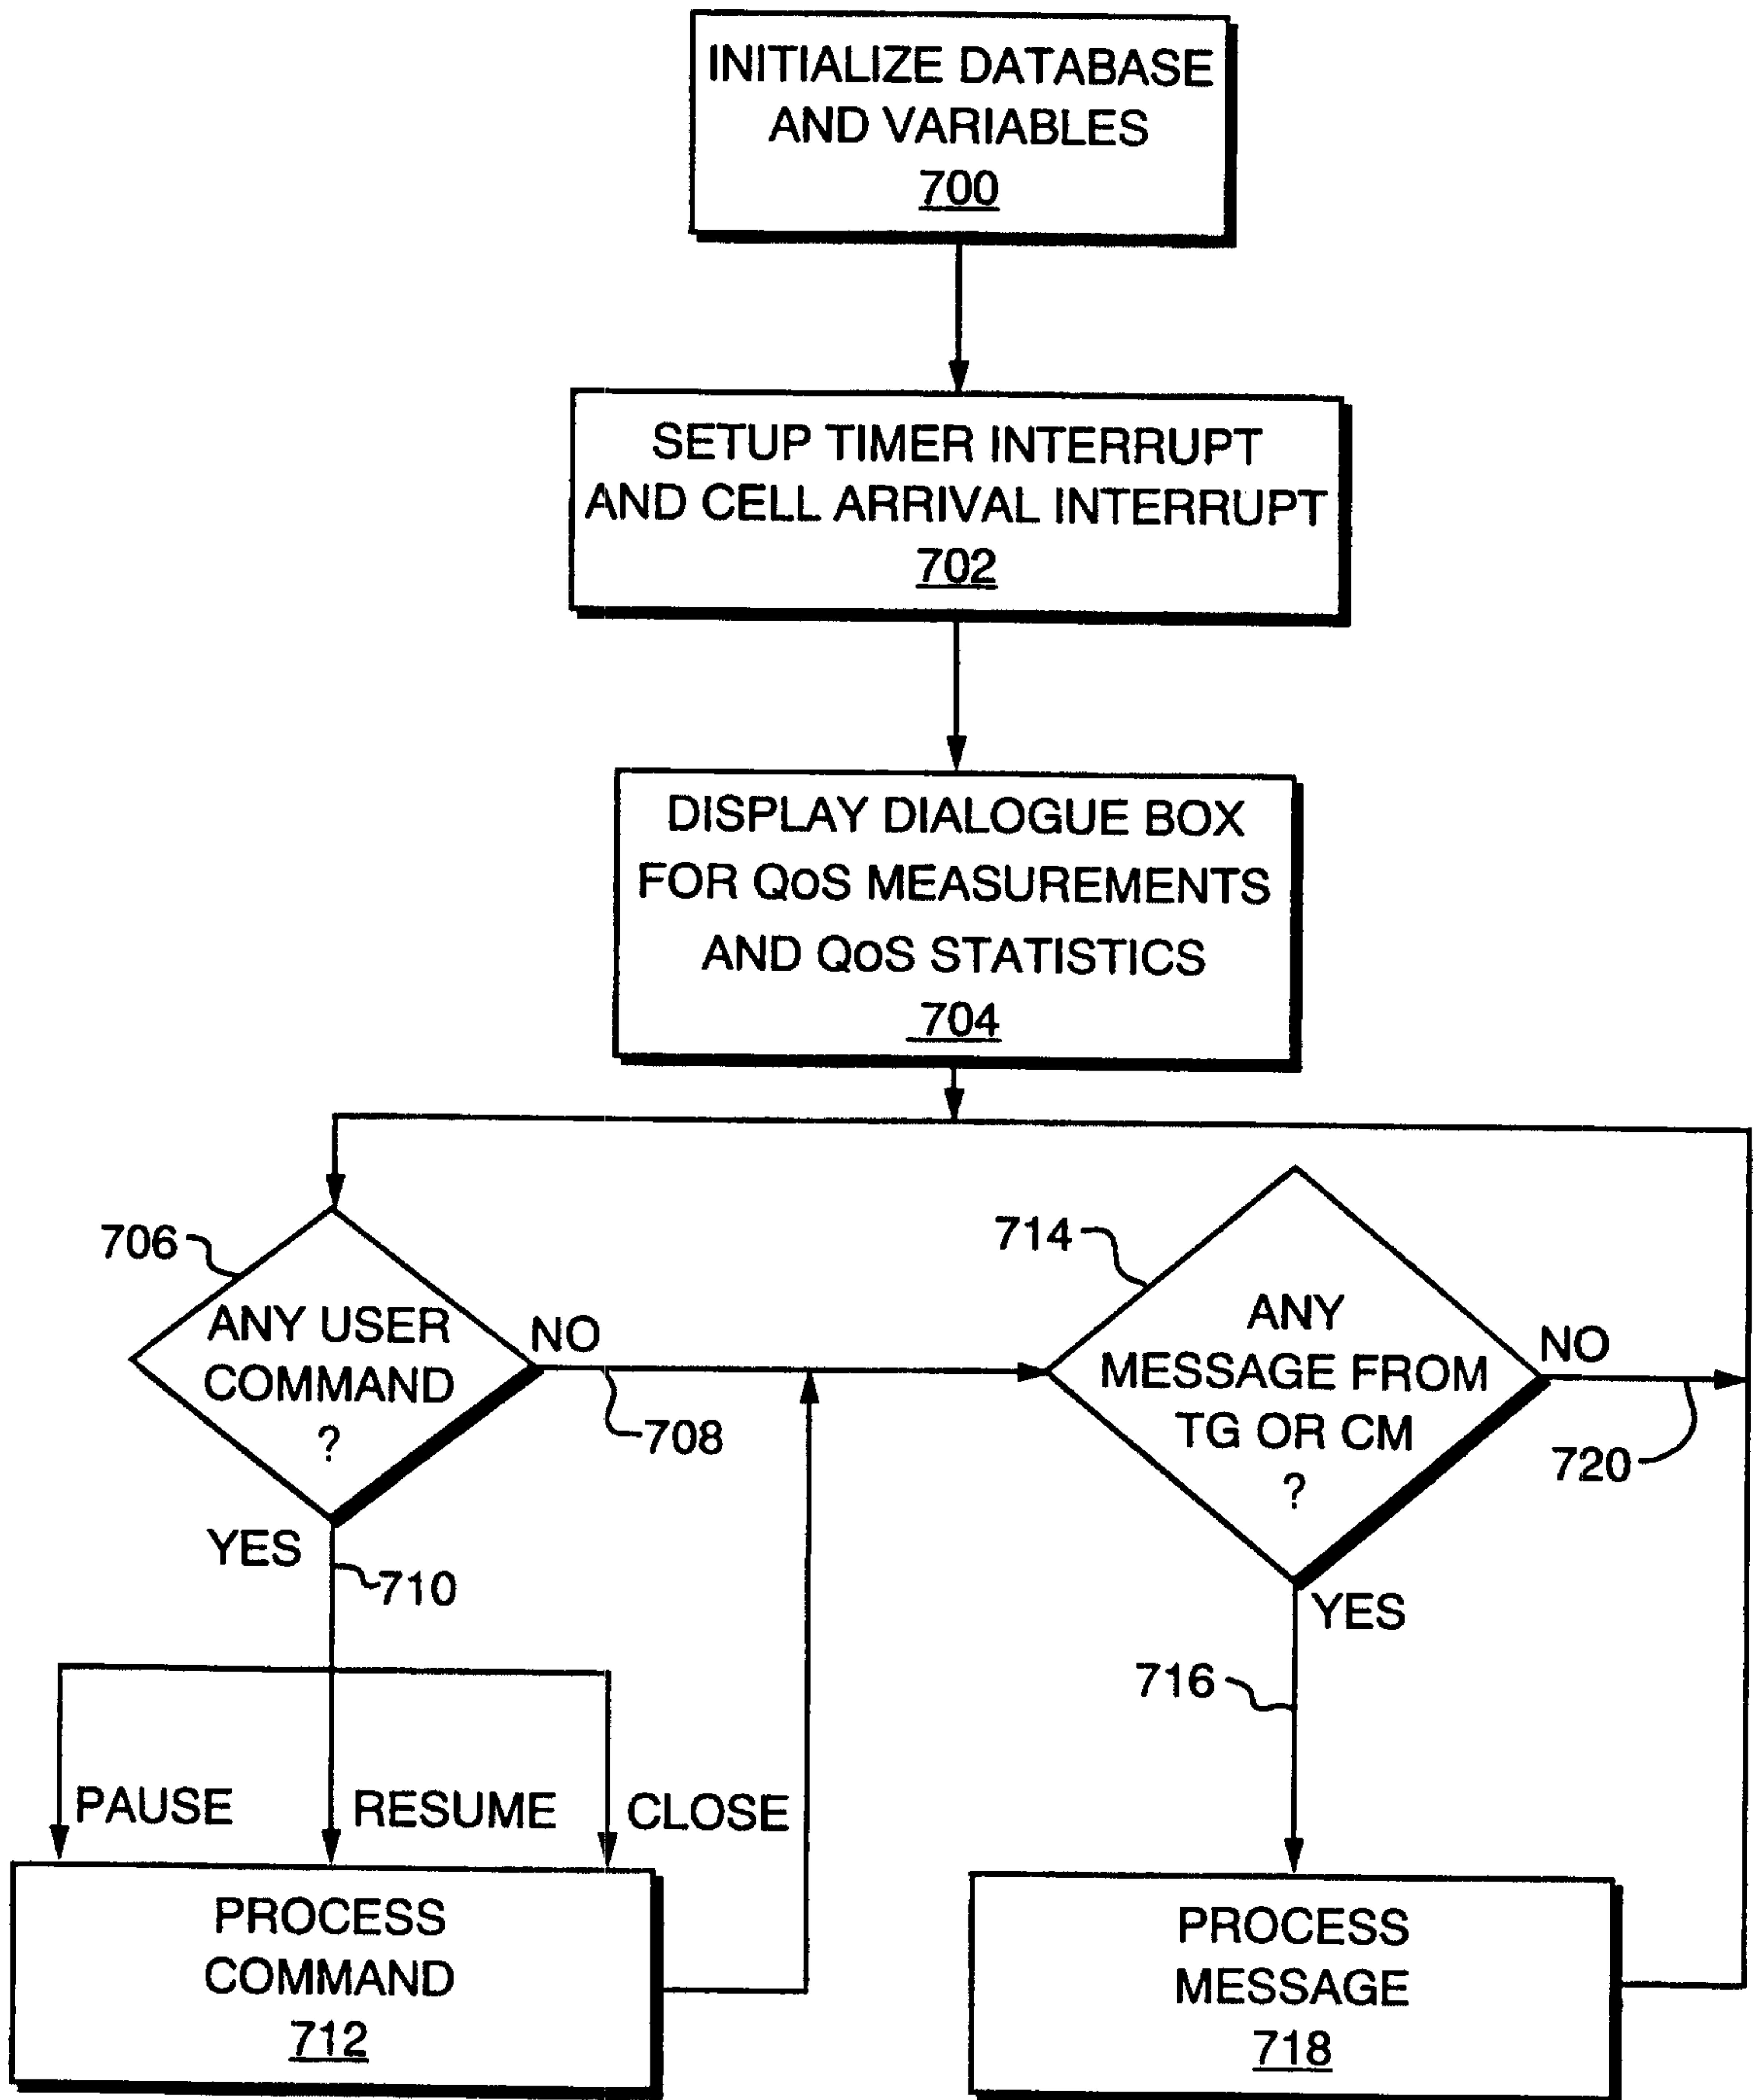 INITIALIZE DATABASE
AND VARIABLES
700
SETUP TIMER INTERRUPT
AND CELL ARRIVAL INTERRUPT
702
DISPLAY DIALOGUE BOX
FOR QoS MEASUREMENTS
AND QoS STATISTICS
704
706
ANY USER
COMMAND
?
NO
708
YES
710
PAUSE
RESUME
CLOSE
PROCESS
COMMAND
712
714
ANY
MESSAGE FROM
TG OR CM
?
NO
720
YES
716
PROCESS
MESSAGE
718